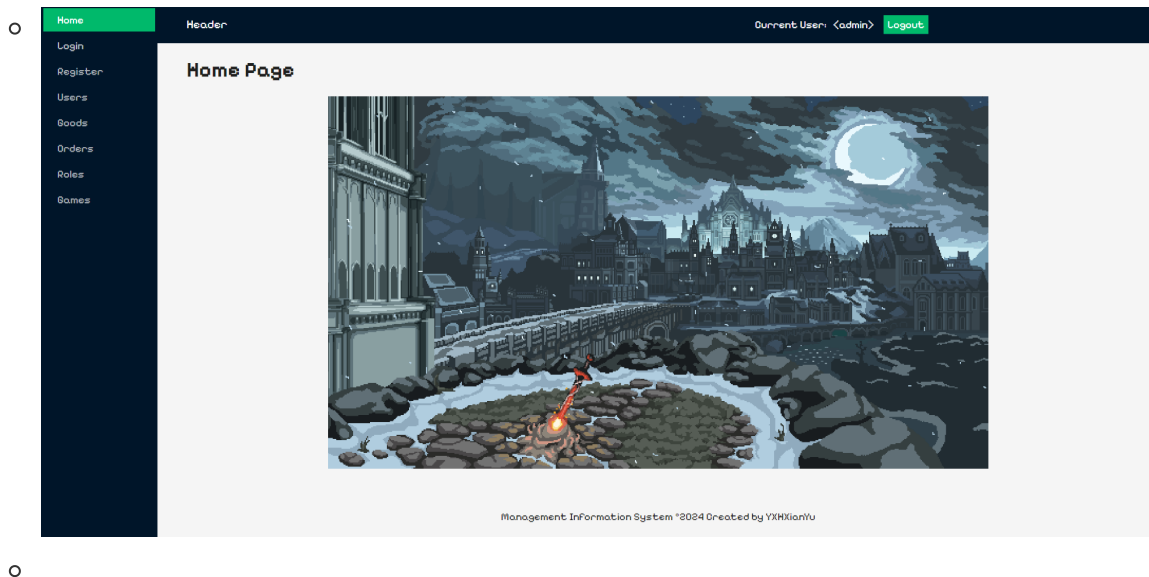 Home
Header
Current User: <admin>
Logout
Login
Register
Users
Goods
Orders
Roles
Games
Home Page
Management Information System ©2024 Created by YXHXianYu